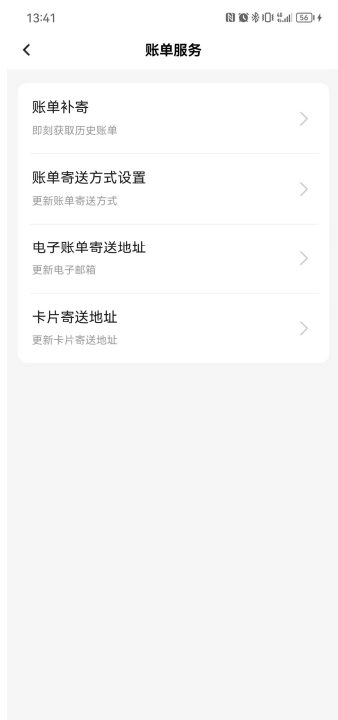 13:41
56
账单服务
账单补寄
即刻获取历史账单
账单寄送方式设置
更新账单寄送方式
电子账单寄送地址
更新电子邮箱
卡片寄送地址
更新卡片寄送地址